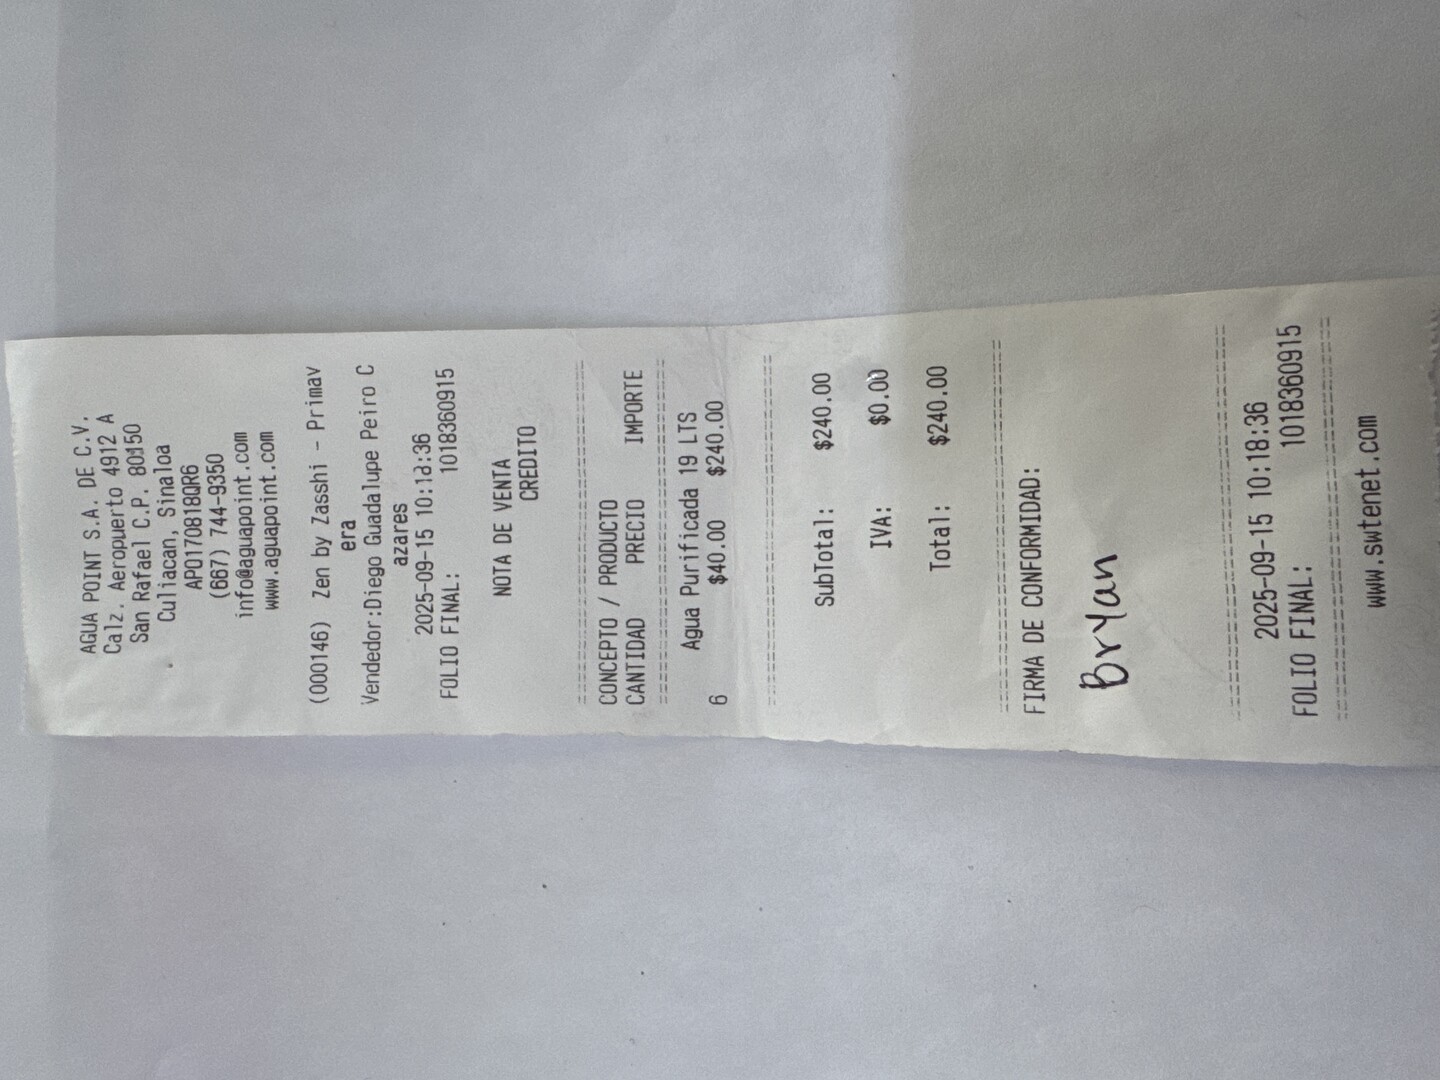 AGUA POINT S.A. DE C.V.
Calz. Aeropuerto 4912 A
San Rafael C.P. 80150
Culiacan, Sinaloa
APO170818QR6
(667) 744-9350
info@aguapoint.com
www.aguapoint.com
(000146) Zen by Zasshi - Primav
era
Vendedor:Diego Guadalupe Peiro C
azares
2025-09-15 10:18:36
FOLIO FINAL: 1018360915
NOTA DE VENTA
CREDITO
CONCEPTO / PRODUCTO
CANTIDAD PRECIO IMPORTE
Agua Purificada 19 LTS
6 $40.00 $240.00
SubTotal: $240.00
IVA: $0.00
Total: $240.00
FIRMA DE CONFORMIDAD:
Bryan
2025-09-15 10:18:36
FOLIO FINAL: 1018360915
www.swtenet.com